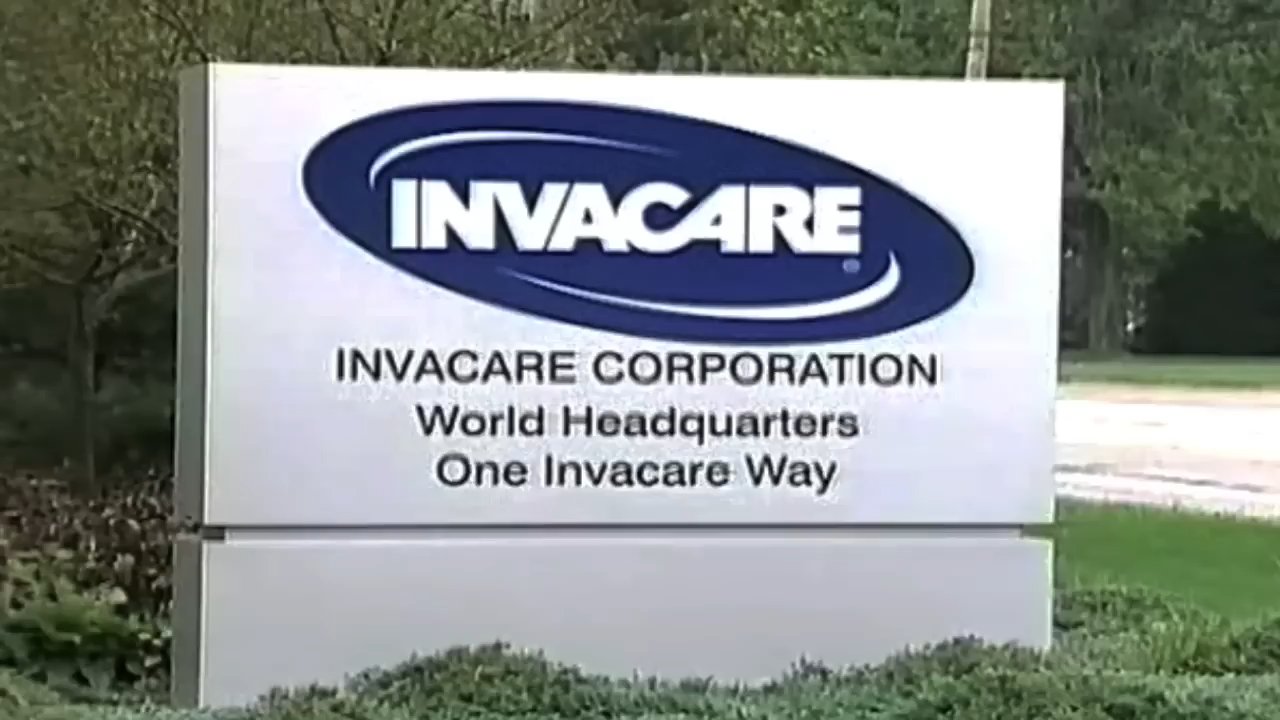 INVACARE
INVACARE CORPORATION
World Headquarters
One Invacare Way